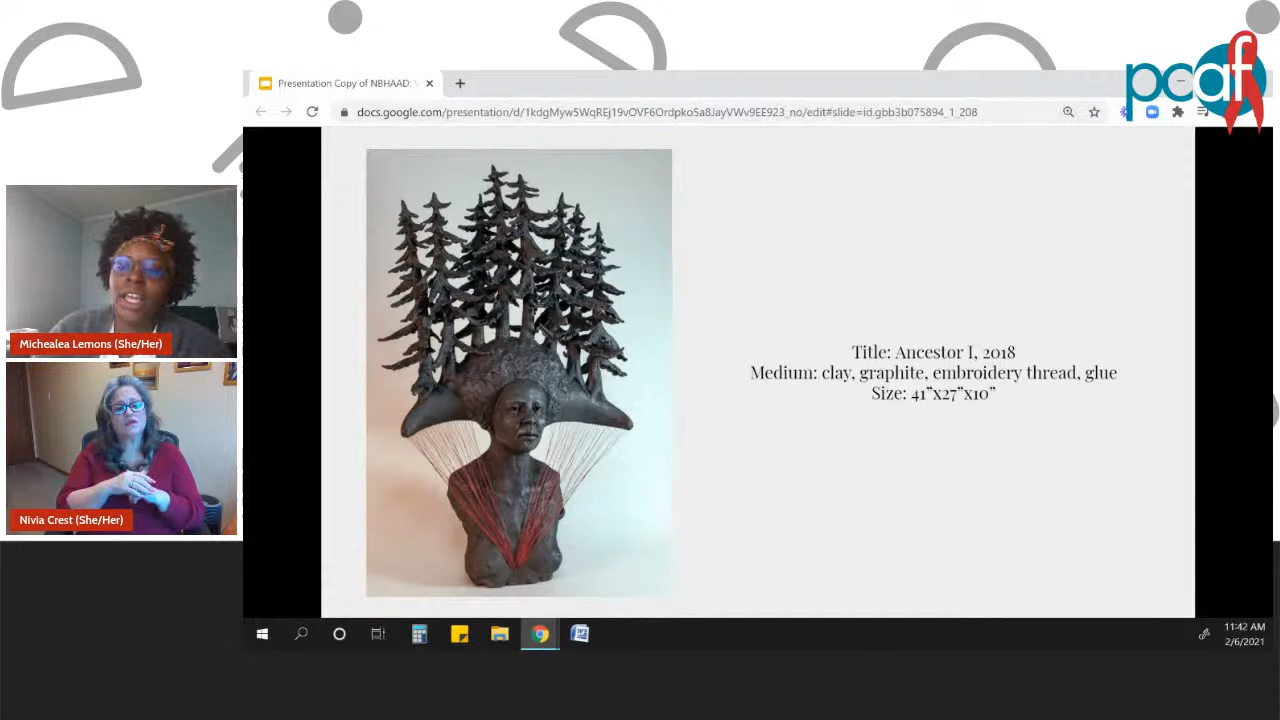 pcaf
Presentation Copy of NBHAAD:
docs.google.com/presentation/d/1kdgMyw5WqREj19vOVF6Ordpko5a8JayVWv9EE923_no/edit#slide=id.gbb3b075894_1_208
Title: Ancestor I, 2018
Medium: clay, graphite, embroidery thread, glue
Size: 41”x27”x10”
Michealea Lemons (She/Her)
Nivia Crest (She/Her)
11:42 AM
2/6/2021